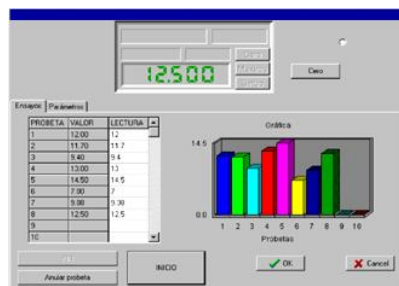 12.500
Cero
Ensayos Parámetros
PROBETA VALOR LECTURA
1 12.00 12
2 11.70 11.7
3 9.40 9.4
4 13.00 13
5 14.50 14.5
6 7.00 7
7 9.00 9.00
8 12.50 12.5
9
10
Gráfica
14.5
0.0
1 2 3 4 5 6 7 8 9 10
Probetas
Anular probeta
INICIO
OK
Cancel